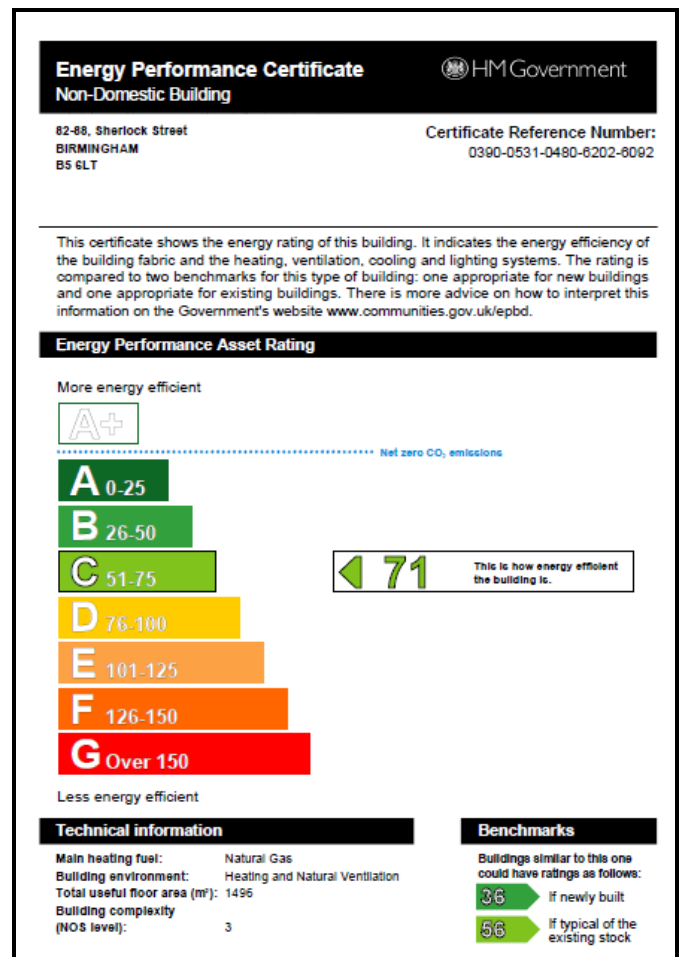 Energy Performance Certificate
HM Government
Non-Domestic Building
82-88, Sherlock Street
BIRMINGHAM
B5 6LT
Certificate Reference Number:
0390-0531-0480-6202-6092
This certificate shows the energy rating of this building. It indicates the energy efficiency of
the building fabric and the heating, ventilation, cooling and lighting systems. The rating is
compared to two benchmarks for this type of building: one appropriate for new buildings
and one appropriate for existing buildings. There is more advice on how to interpret this
information on the Government's website www.communities.gov.uk/epbd.
Energy Performance Asset Rating
More energy efficient
A+
Net zero CO₂ emissions
A 0-25
B 26-50
C 51-75
71
This is how energy efficient
the building is.
D 76-100
E 101-125
F 126-150
G Over 150
Less energy efficient
Technical information
Main heating fuel: Natural Gas
Building environment: Heating and Natural Ventilation
Total useful floor area (m²): 1496
Building complexity
(NOS level): 3
Benchmarks
Buildings similar to this one
could have ratings as follows:
36 If newly built
56 If typical of the
existing stock